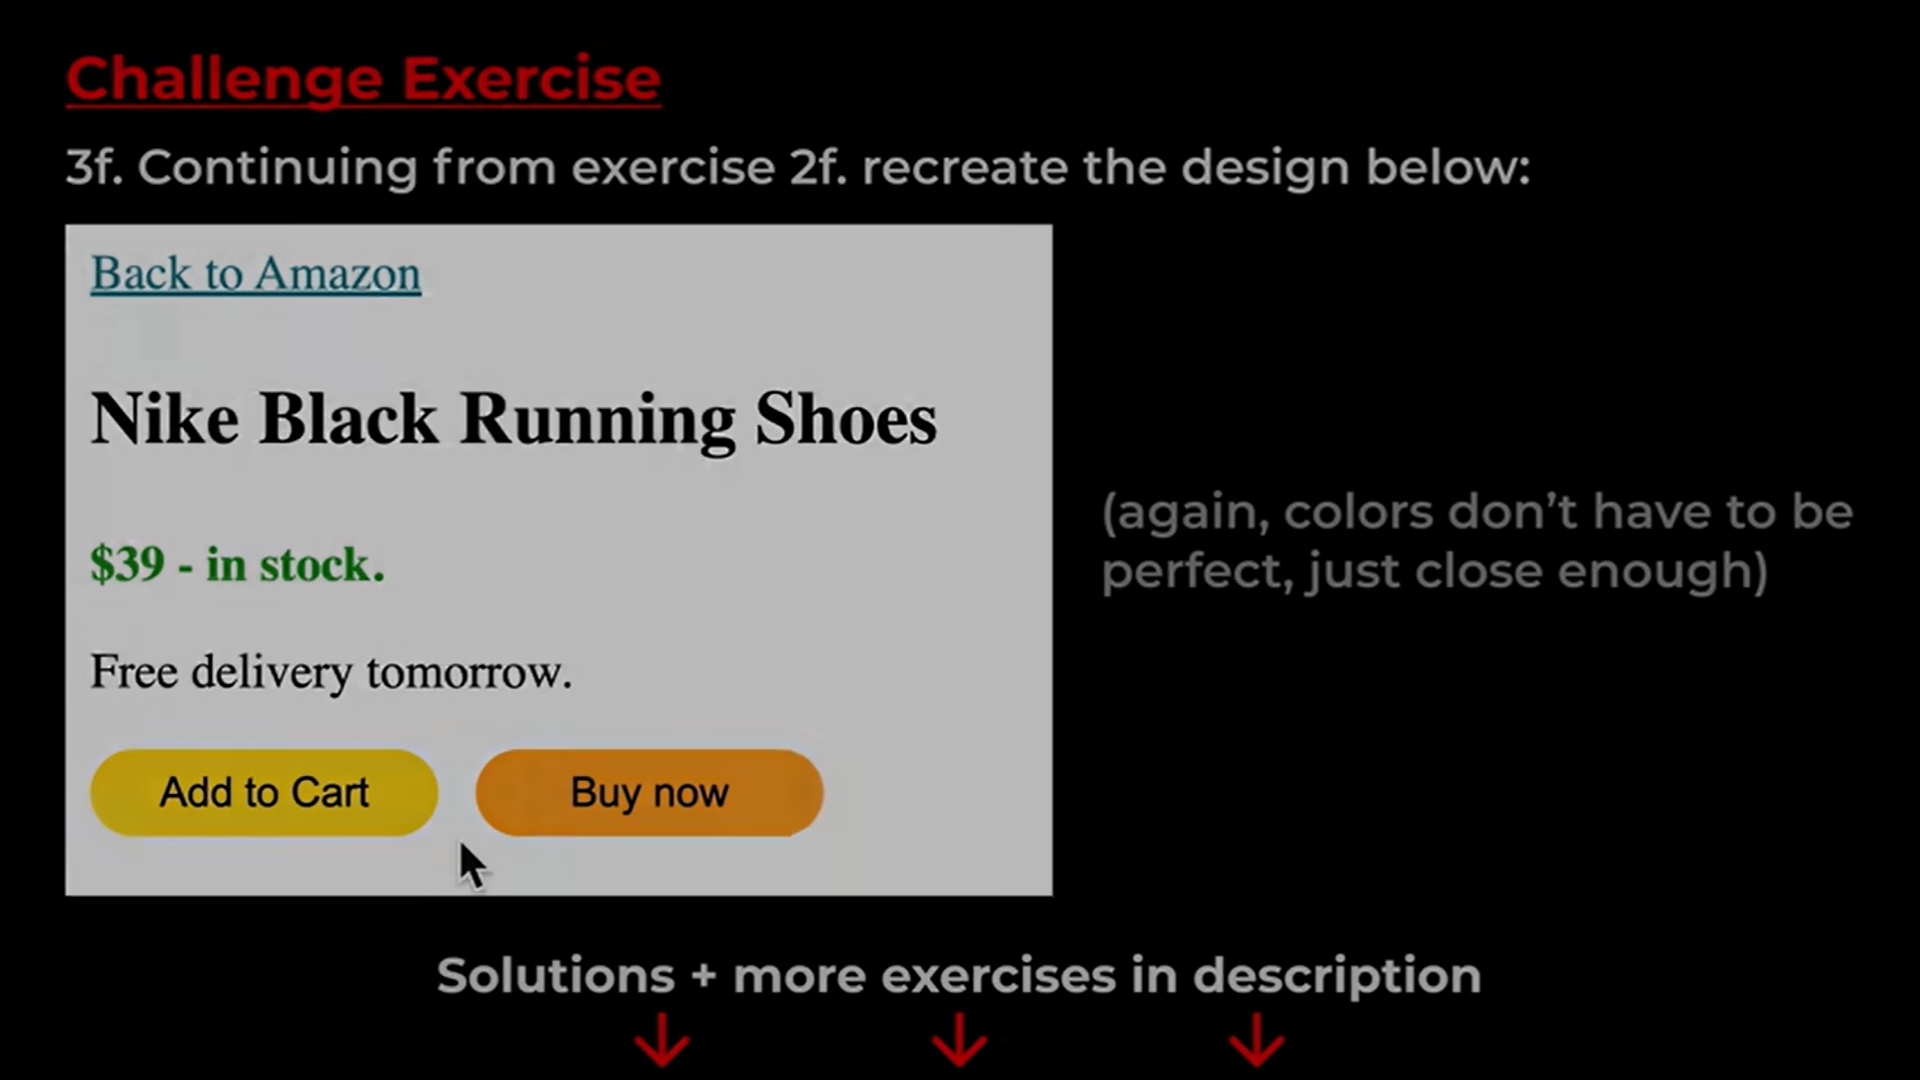 Challenge Exercise
3f. Continuing from exercise 2f. recreate the design below:
Back to Amazon
Nike Black Running Shoes
$39 - in stock.
Free delivery tomorrow.
Add to Cart
Buy now
(again, colors don’t have to be
perfect, just close enough)
Solutions + more exercises in description